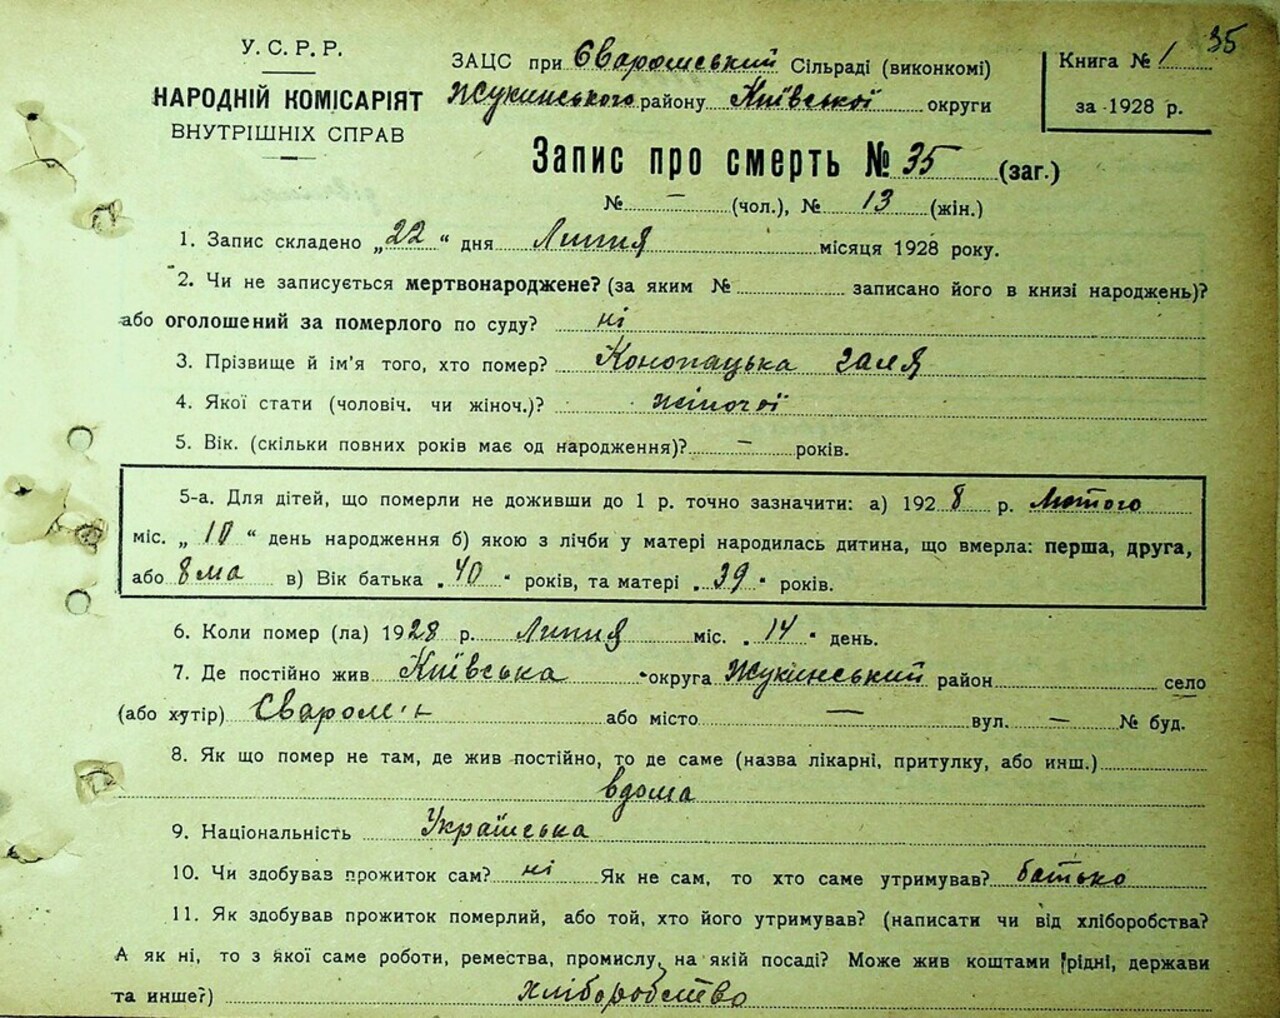 35
У. С. Р. Р.
НАРОДНІЙ КОМІСАРІЯТ
ВНУТРІШНІХ СПРАВ
ЗАЦС при Сваромський Сільраді (виконкомі)
Жукинського району Київської округи
Книга № 1
за 1928 р.
Запис про смерть № 35 (заг.)
№ — (чол.), № 13 (жін.)
1. Запис складено „22“ дня Липня місяця 1928 року.
2. Чи не записується мертвонароджене? (за яким № записано його в книзі народжень)?
або оголошений за померлого по суду? ні
3. Прізвище й ім'я того, хто помер? Конопацька Галя
4. Якої стати (чоловіч. чи жіноч.)? жіночої
5. Вік. (скільки повних років має од народження)? — років.
5-а. Для дітей, що померли не доживши до 1 р. точно зазначити: а) 1928 р. Лютого
міс. „10“ день народження б) якою з лічби у матері народилась дитина, що вмерла: перша, друга,
або 8ма в) Вік батька „40“ років, та матері „39“ років.
6. Коли помер (ла) 1928 р. Липня міс. „14“ день.
7. Де постійно жив Київська округа Жукинський район село
(або хутір) Сваром'я або місто — вул. — № буд.
8. Як що помер не там, де жив постійно, то де саме (назва лікарні, притулку, або инш.)
вдома
9. Національність Українська
10. Чи здобував прожиток сам? ні Як не сам, то хто саме утримував? батько
11. Як здобував прожиток померлий, або той, хто його утримував? (написати чи від хліборобства?
А як ні, то з якої саме роботи, ремества, промислу, на якій посаді? Може жив коштами рідні, держави
та инше?) хліборобство